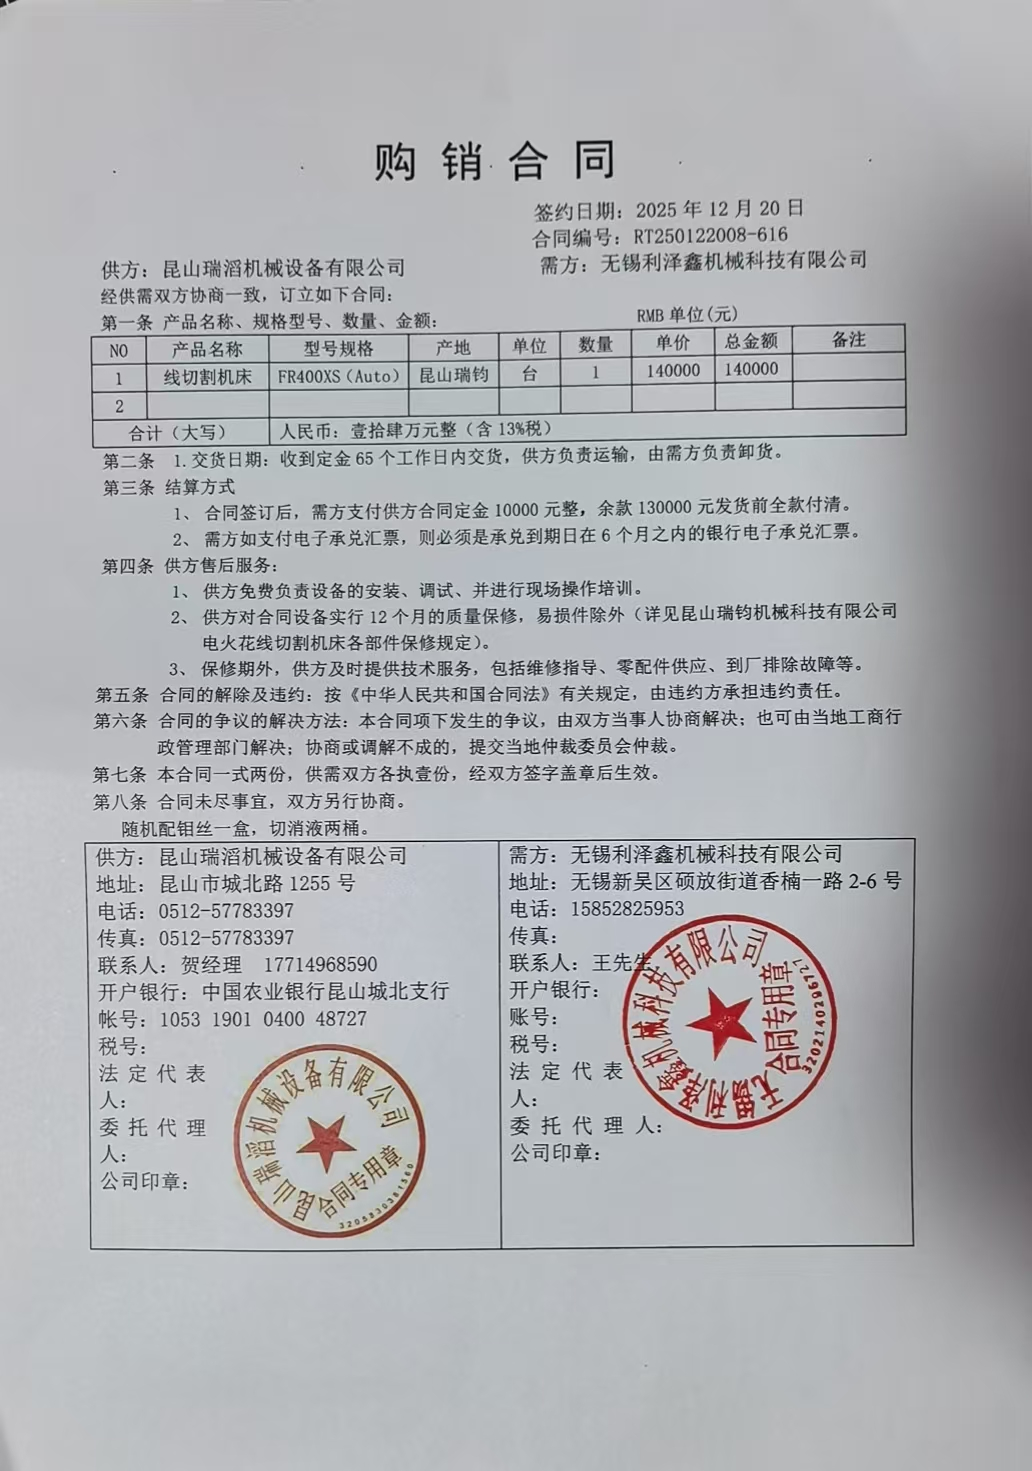 购销合同
签约日期：2025年12月20日
合同编号：RT250122008-616
供方：昆山瑞滔机械设备有限公司
需方：无锡利泽鑫机械科技有限公司
经供需双方协商一致，订立如下合同：
第一条 产品名称、规格型号、数量、金额：
RMB单位(元)
NO 产品名称 型号规格 产地 单位 数量 单价 总金额 备注
1 线切割机床 FR400XS（Auto） 昆山瑞钧 台 1 140000 140000
2
合计（大写） 人民币：壹拾肆万元整（含13%税）
第二条 1.交货日期：收到定金65个工作日内交货，供方负责运输，由需方负责卸货。
第三条 结算方式
1、 合同签订后，需方支付供方合同定金10000元整，余款130000元发货前全款付清。
2、 需方如支付电子承兑汇票，则必须是承兑到期日在6个月之内的银行电子承兑汇票。
第四条 供方售后服务：
1、 供方免费负责设备的安装、调试、并进行现场操作培训。
2、 供方对合同设备实行12个月的质量保修，易损件除外（详见昆山瑞钧机械科技有限公司
电火花线切割机床各部件保修规定）。
3、 保修期外，供方及时提供技术服务，包括维修指导、零配件供应、到厂排除故障等。
第五条 合同的解除及违约：按《中华人民共和国合同法》有关规定，由违约方承担违约责任。
第六条 合同的争议的解决方法：本合同项下发生的争议，由双方当事人协商解决；也可由当地工商行
政管理部门解决；协商或调解不成的，提交当地仲裁委员会仲裁。
第七条 本合同一式两份，供需双方各执壹份，经双方签字盖章后生效。
第八条 合同未尽事宜，双方另行协商。
随机配钼丝一盒，切消液两桶。
供方：昆山瑞滔机械设备有限公司
地址：昆山市城北路1255号
电话：0512-57783397
传真：0512-57783397
联系人：贺经理 17714968590
开户银行：中国农业银行昆山城北支行
帐号：1053 1901 0400 48727
税号：
法定代表
人：
委托代理
人：
公司印章：
昆山瑞滔机械设备有限公司
合同专用章
3205830381560
需方：无锡利泽鑫机械科技有限公司
地址：无锡新吴区硕放街道香楠一路2-6号
电话：15852825953
传真：
联系人：王先生
开户银行：
账号：
税号：
法定代表
人：
委托代理人：
公司印章：
无锡利泽鑫机械科技有限公司
合同专用章